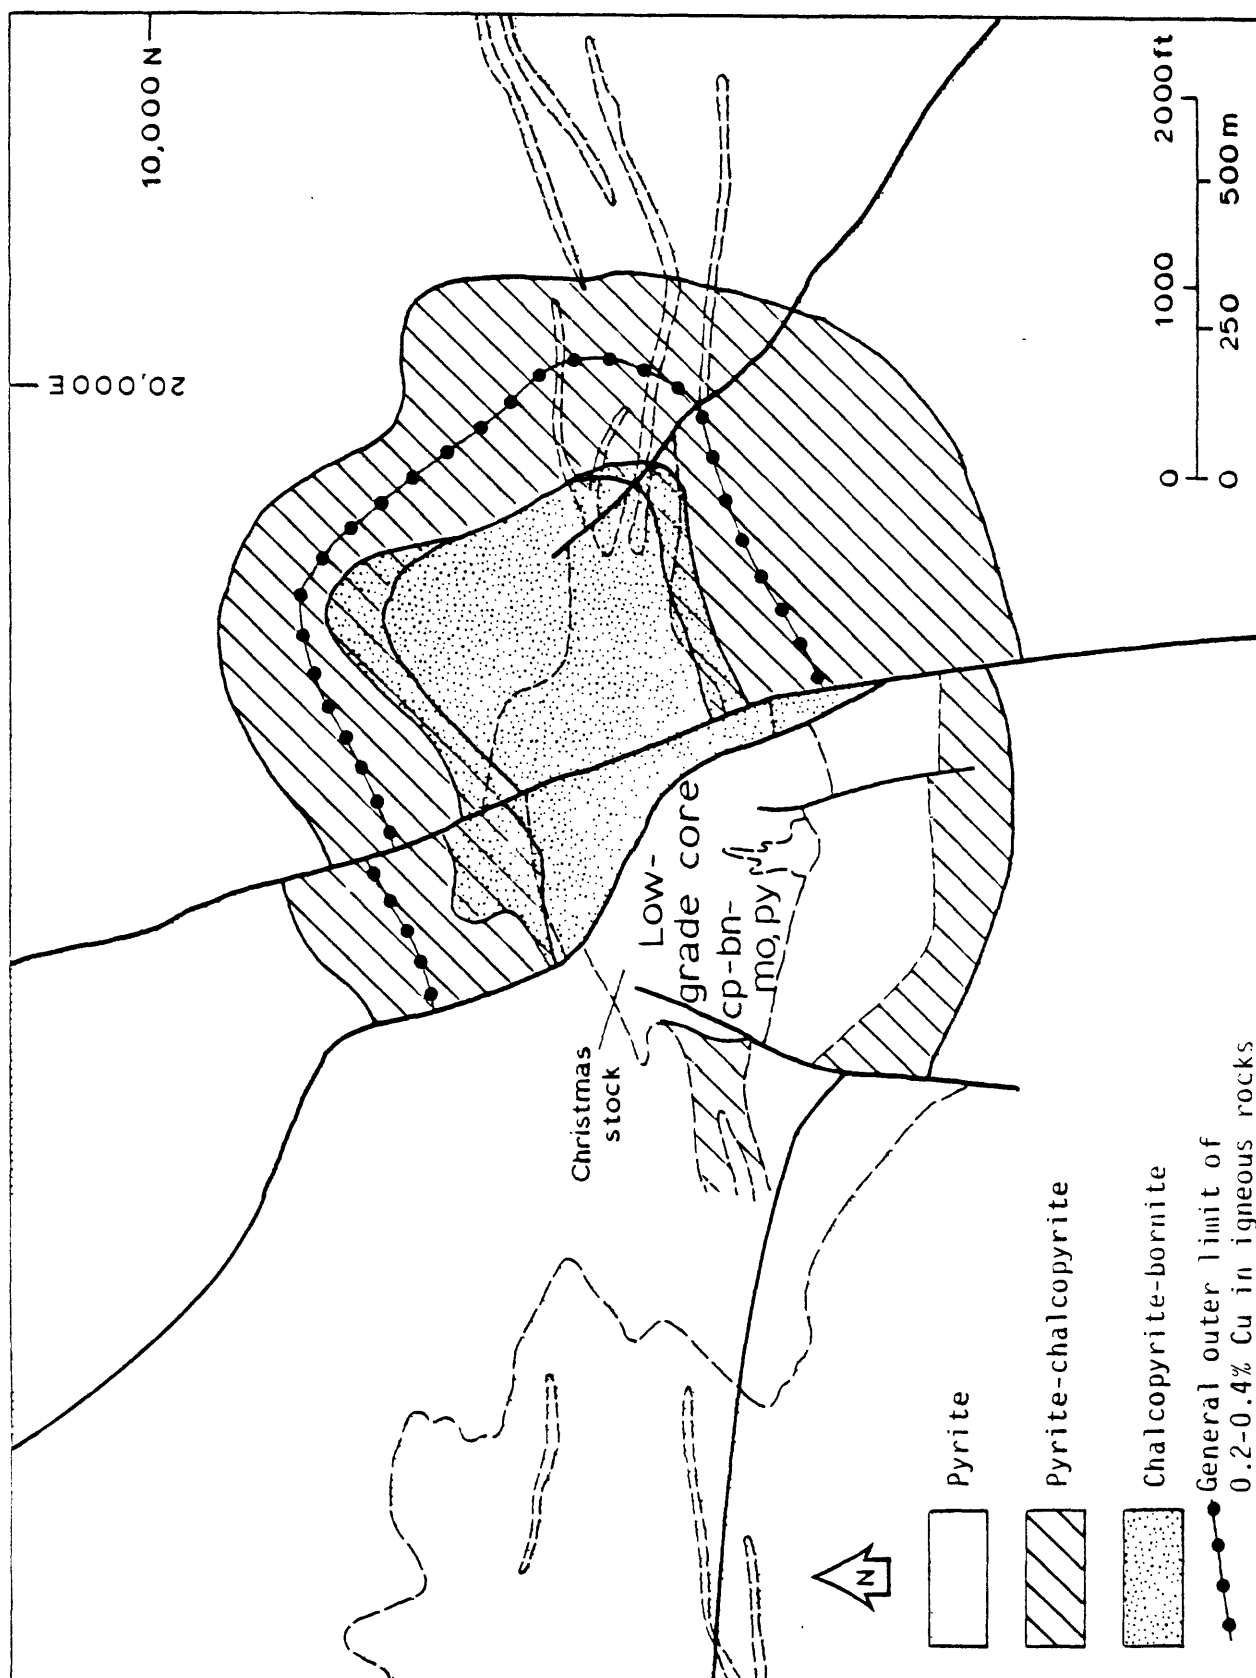 10,000 N
20,000E
Christmas
stock
Low-
grade core
cp-bn-
mo,py
N
Pyrite
Pyrite-chalcopyrite
Chalcopyrite-bornite
General outer limit of
0.2-0.4% Cu in igneous rocks
0 1000 2000ft
0 250 500m